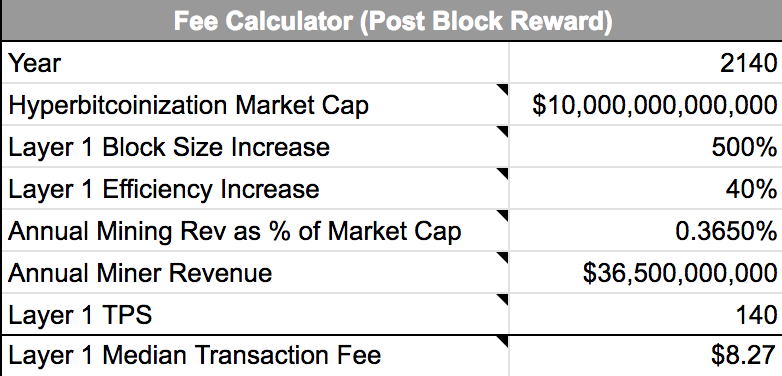 Fee Calculator (Post Block Reward)
Year 2140
Hyperbitcoinization Market Cap $10,000,000,000,000
Layer 1 Block Size Increase 500%
Layer 1 Efficiency Increase 40%
Annual Mining Rev as % of Market Cap 0.3650%
Annual Miner Revenue $36,500,000,000
Layer 1 TPS 140
Layer 1 Median Transaction Fee $8.27